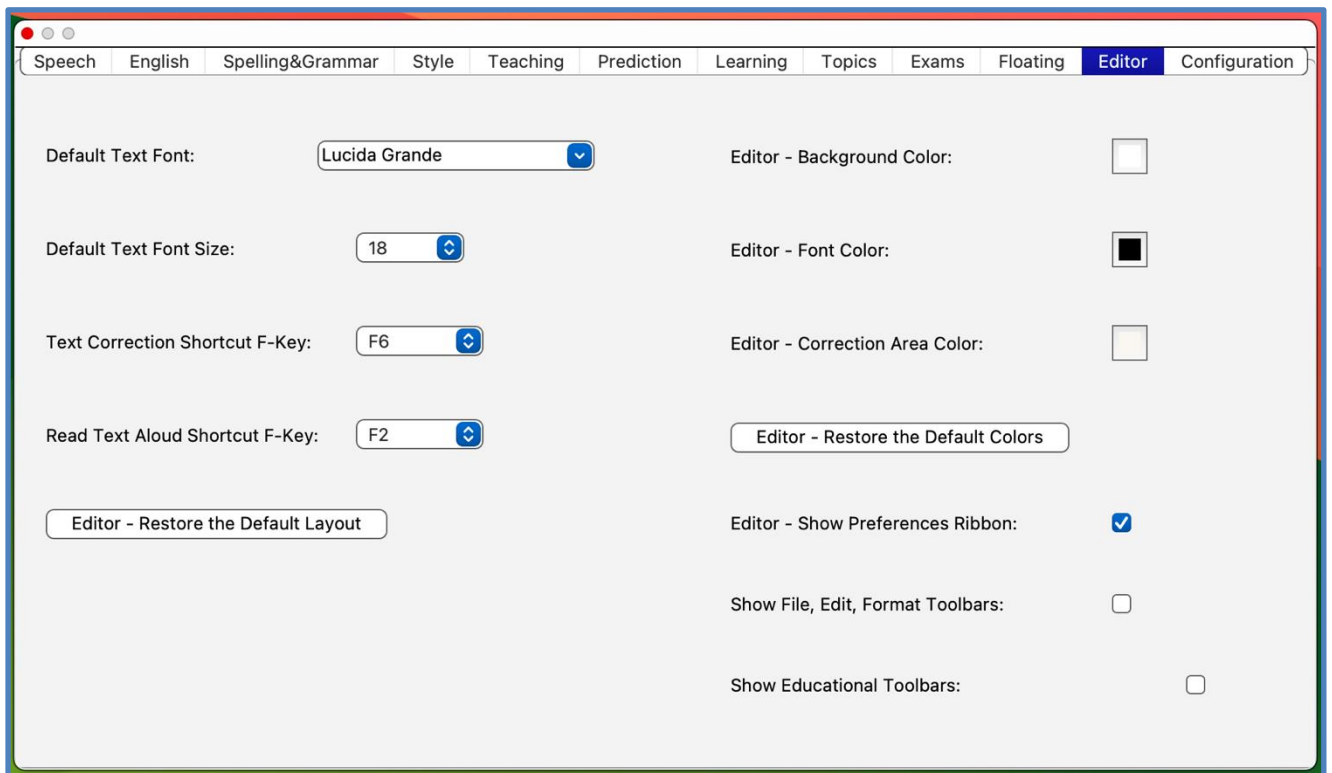 Speech English Spelling&Grammar Style Teaching Prediction Learning Topics Exams Floating Editor Configuration
Default Text Font: Lucida Grande
Editor - Background Color:
Default Text Font Size: 18
Editor - Font Color:
Text Correction Shortcut F-Key: F6
Editor - Correction Area Color:
Read Text Aloud Shortcut F-Key: F2
Editor - Restore the Default Colors
Editor - Restore the Default Layout
Editor - Show Preferences Ribbon:
Show File, Edit, Format Toolbars:
Show Educational Toolbars: